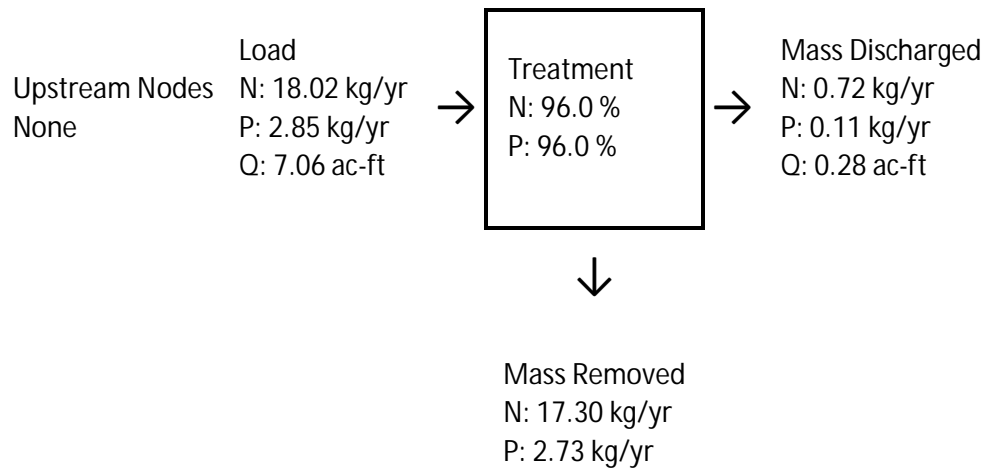 Upstream Nodes
None
Load
N: 18.02 kg/yr
P: 2.85 kg/yr
Q: 7.06 ac-ft
Treatment
N: 96.0 %
P: 96.0 %
Mass Discharged
N: 0.72 kg/yr
P: 0.11 kg/yr
Q: 0.28 ac-ft
Mass Removed
N: 17.30 kg/yr
P: 2.73 kg/yr